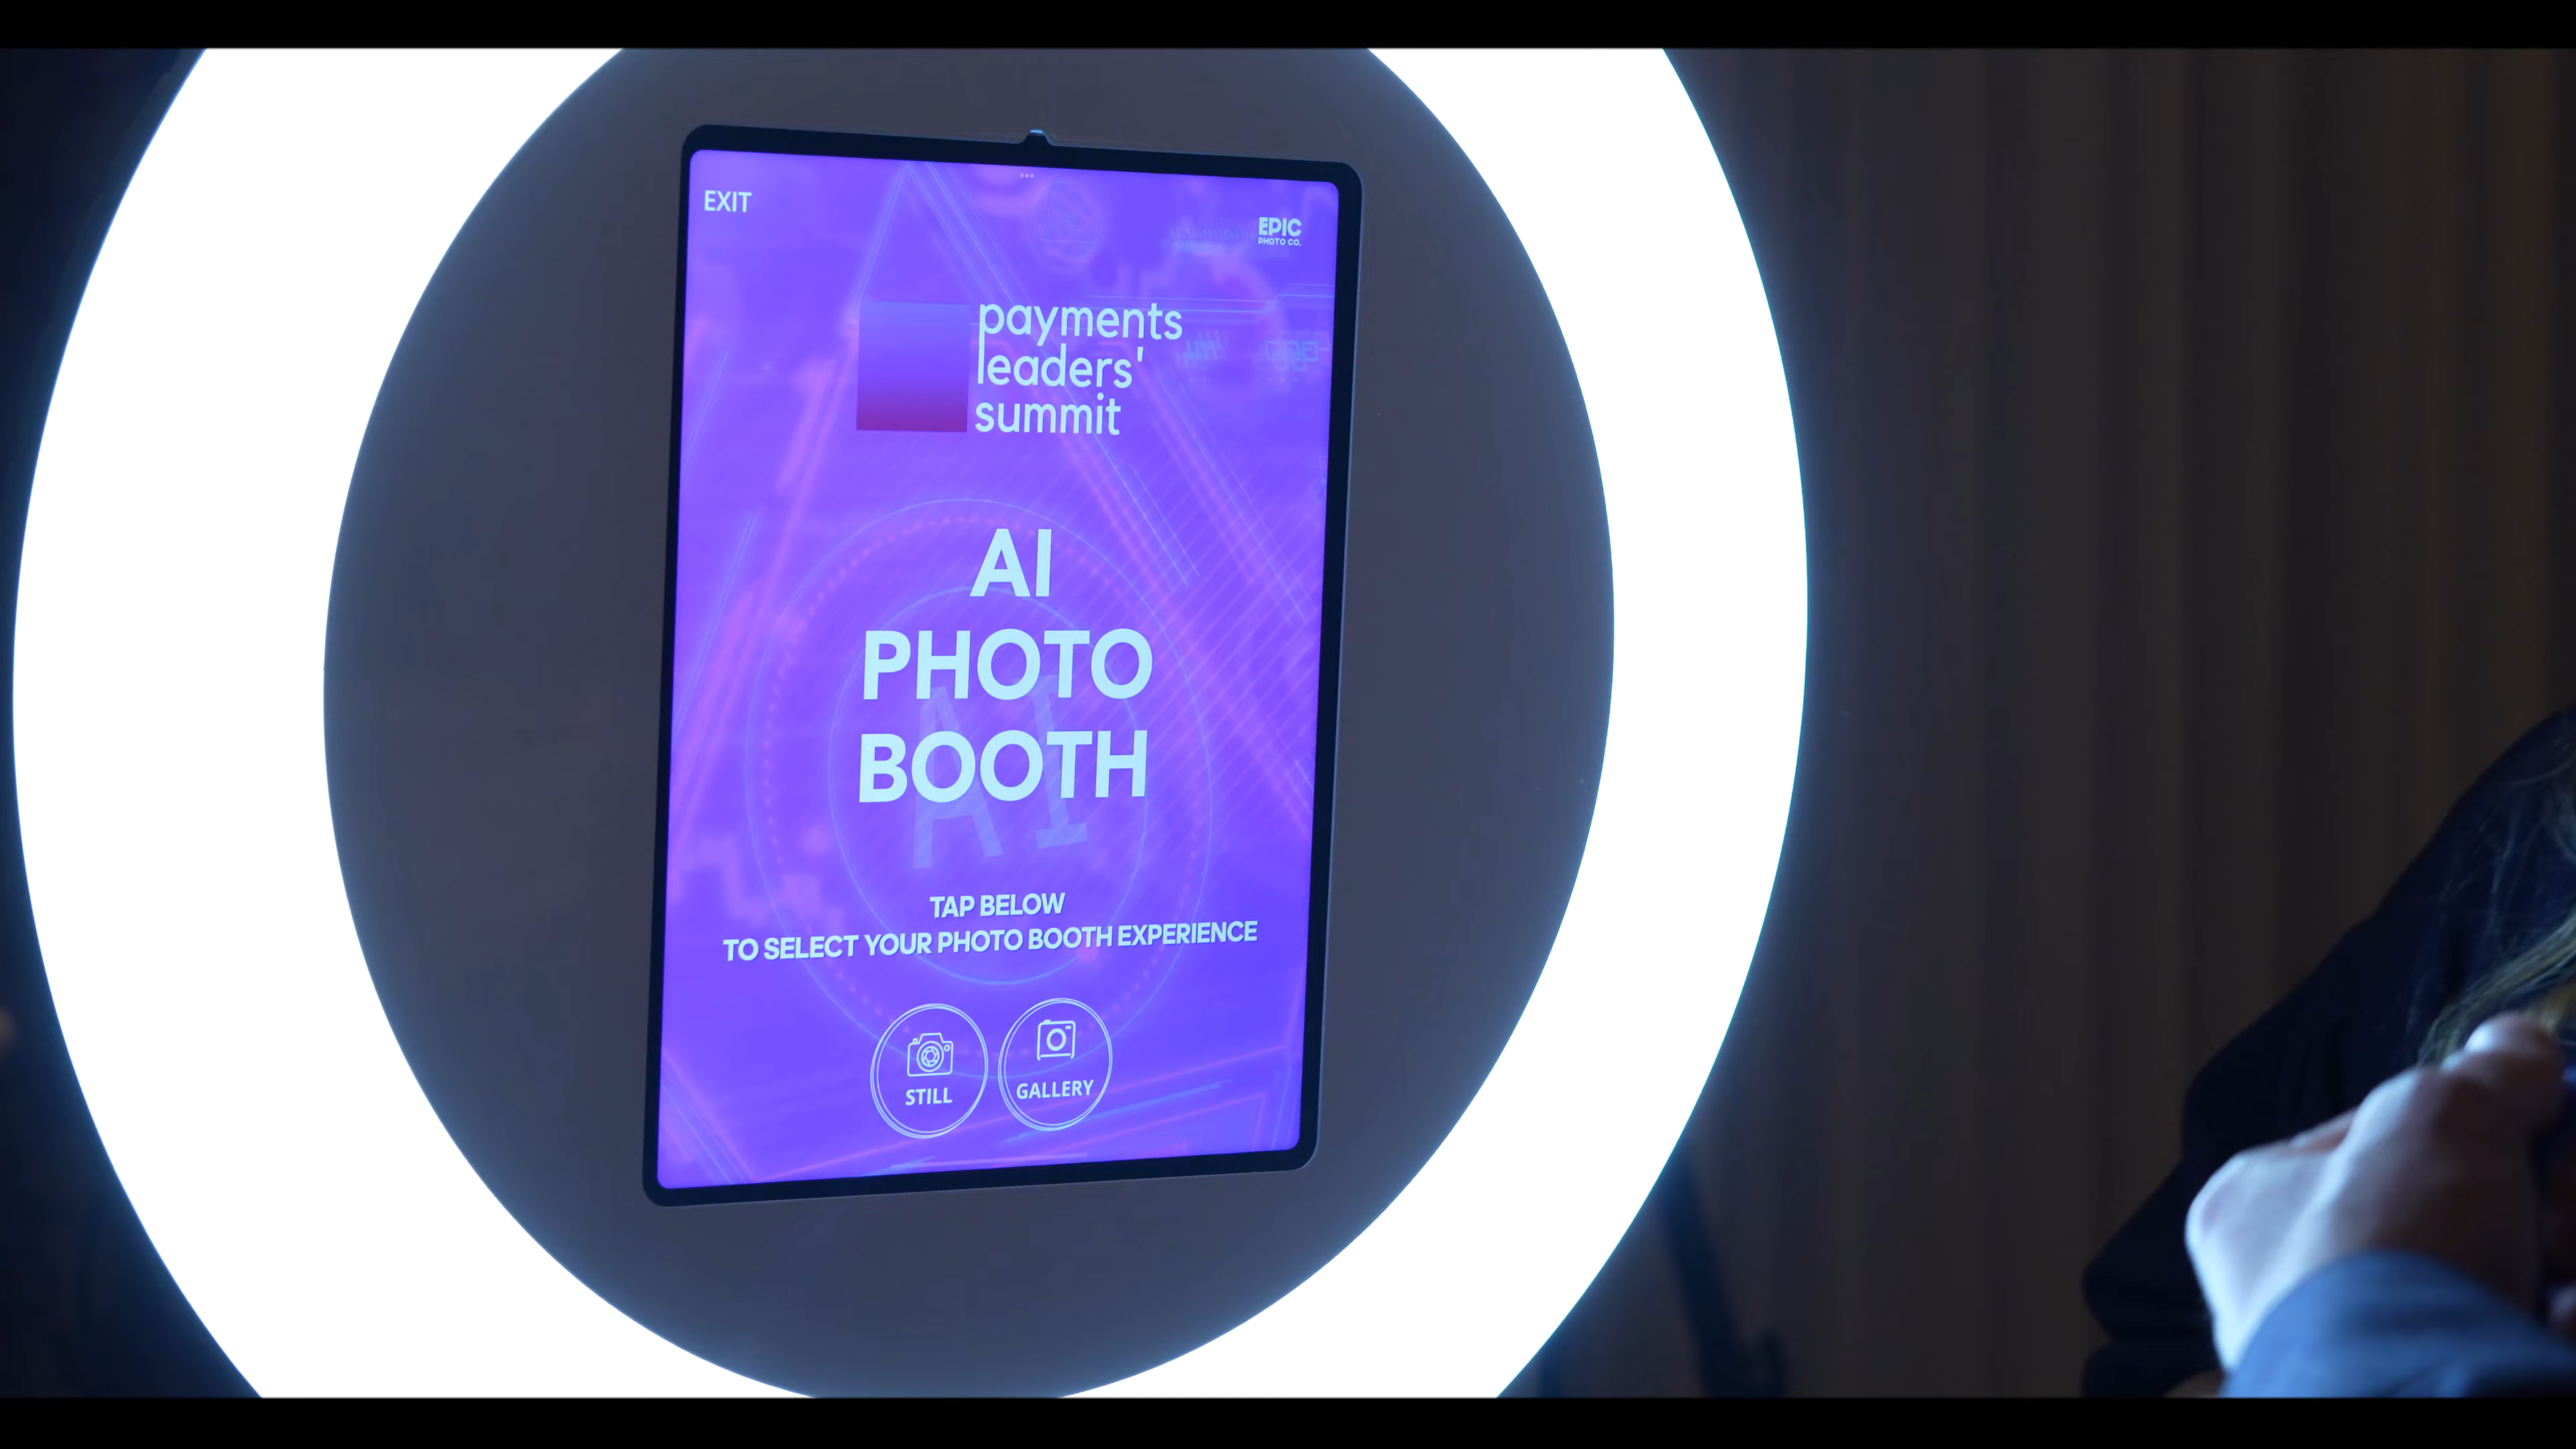 EXIT
EPIC
PHOTO CO.
payments
leaders'
summit
AI
PHOTO
BOOTH
AI
TAP BELOW
TO SELECT YOUR PHOTO BOOTH EXPERIENCE
STILL
GALLERY